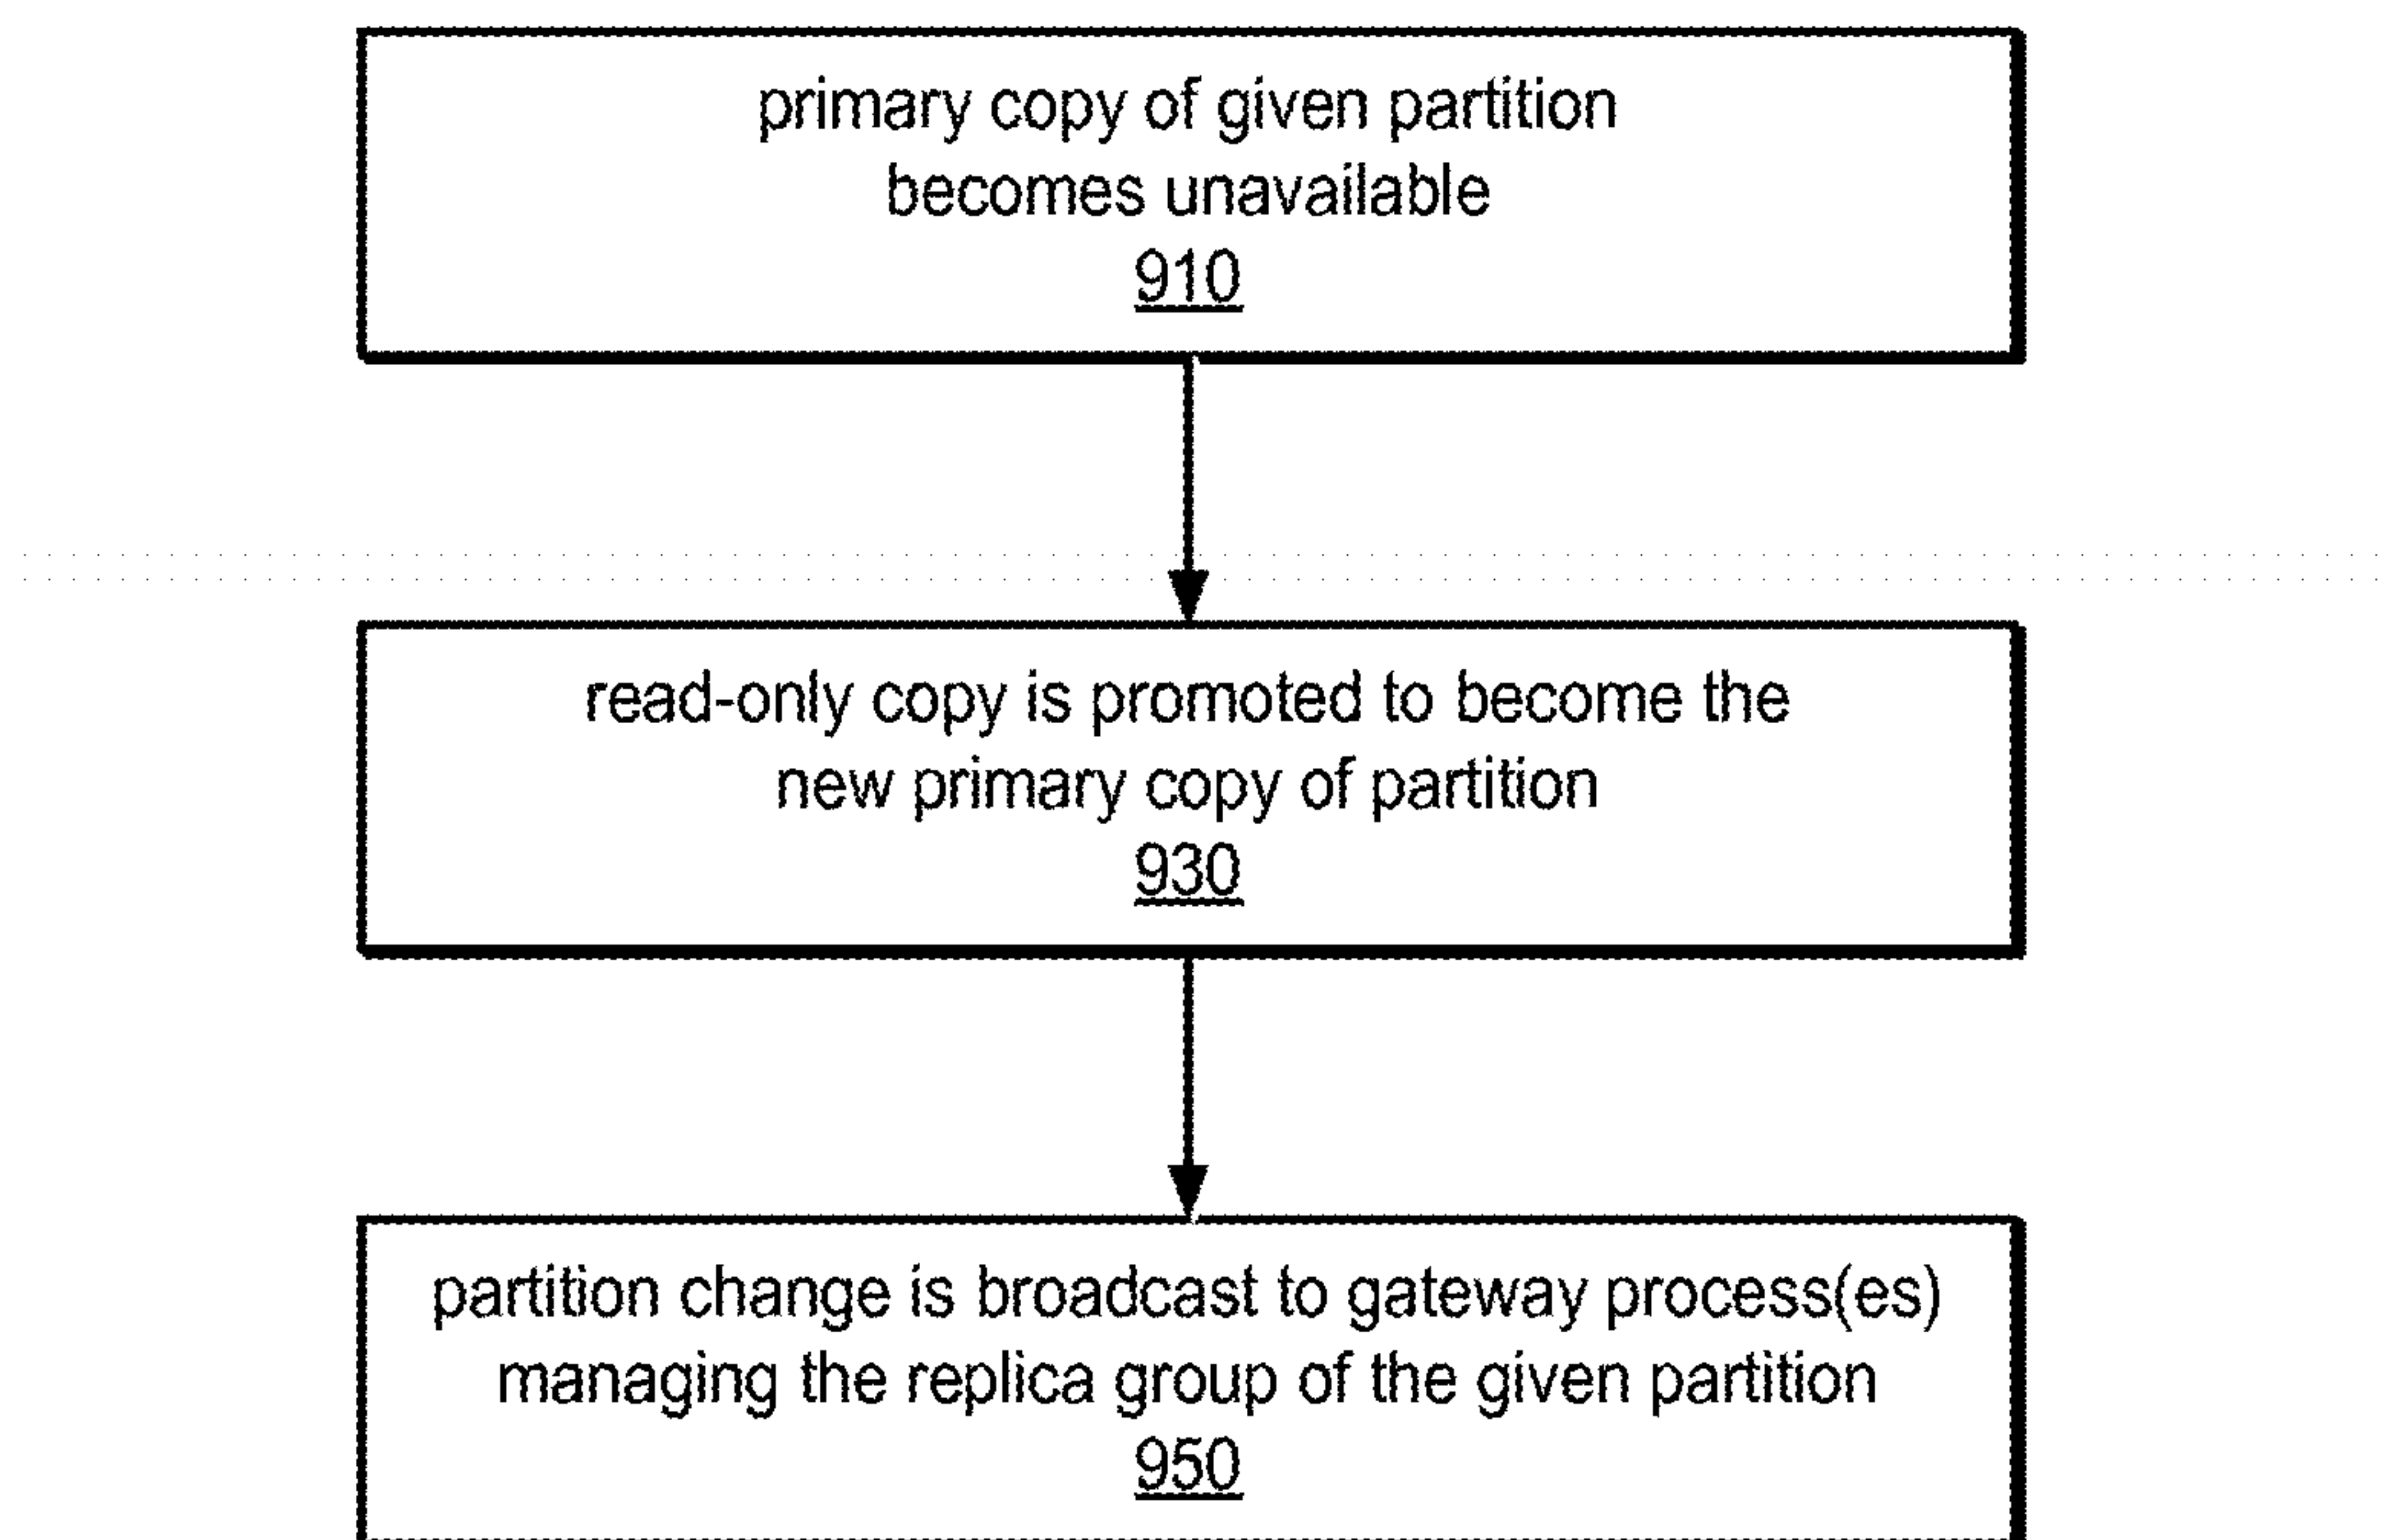 primary copy of given partition
becomes unavailable
910
read-only copy is promoted to become the
new primary copy of partition
930
partition change is broadcast to gateway process(es)
managing the replica group of the given partition
950